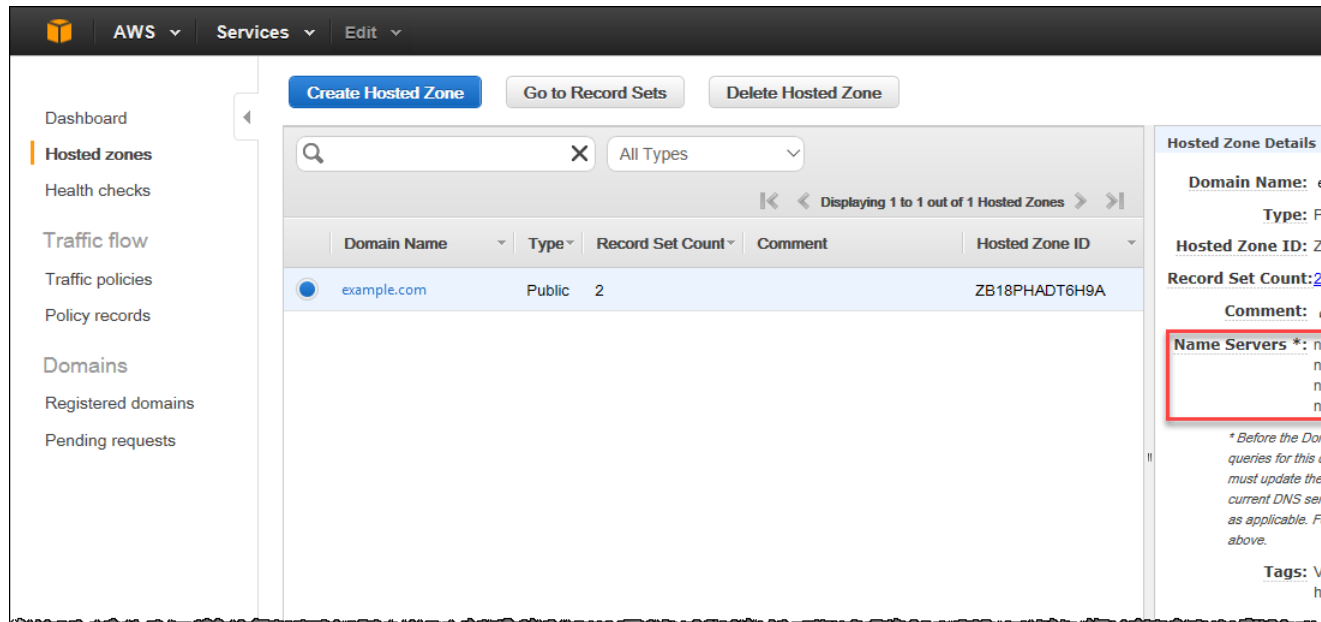 AWS Services Edit
Create Hosted Zone Go to Record Sets Delete Hosted Zone
Dashboard
Hosted zones
Health checks
Traffic flow
Traffic policies
Policy records
Domains
Registered domains
Pending requests
All Types
Displaying 1 to 1 out of 1 Hosted Zones
Domain Name Type Record Set Count Comment Hosted Zone ID
example.com Public 2 ZB18PHADT6H9A
Hosted Zone Details
Domain Name:
Type:
Hosted Zone ID: Z
Record Set Count: 2
Comment:
Name Servers *: n
n
n
n
* Before the
queries for this
must update the
current DNS
as applicable.
above.
Tags: